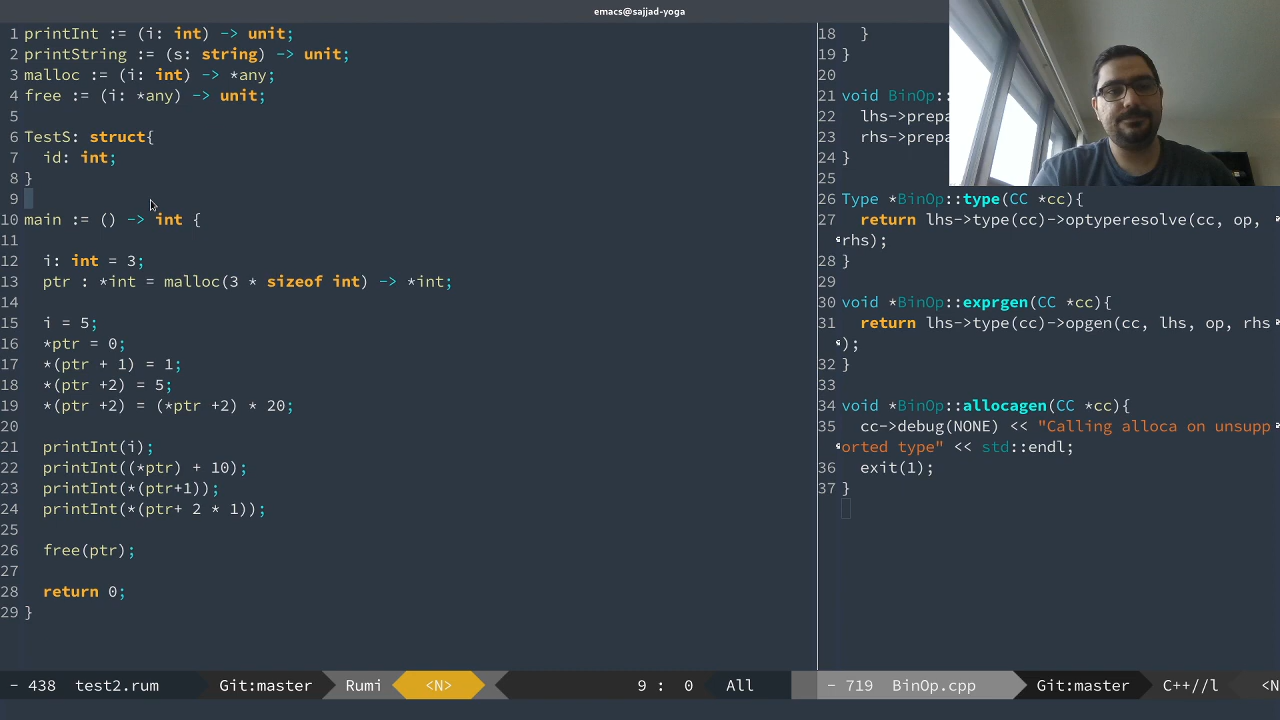 emacs@sajjad-yoga
1 printInt := (i: int) -> unit;
2 printString := (s: string) -> unit;
3 malloc := (i: int) -> *any;
4 free := (i: *any) -> unit;
5
6 TestS: struct{
7 id: int;
8 }
9
10 main := () -> int {
11
12 i: int = 3;
13 ptr : *int = malloc(3 * sizeof int) -> *int;
14
15 i = 5;
16 *ptr = 0;
17 *(ptr + 1) = 1;
18 *(ptr +2) = 5;
19 *(ptr +2) = (*ptr +2) * 20;
20
21 printInt(i);
22 printInt((*ptr) + 10);
23 printInt(*(ptr+1));
24 printInt(*(ptr+ 2 * 1));
25
26 free(ptr);
27
28 return 0;
29 }
- 438 test2.rum Git:master Rumi <N> 9 : 0 All
18 }
19 }
20
21 void BinOp::
22 lhs->prepa
23 rhs->prepa
24 }
25
26 Type *BinOp::type(CC *cc){
27 return lhs->type(cc)->optyperesolve(cc, op,
rhs);
28 }
29
30 void *BinOp::exprgen(CC *cc){
31 return lhs->type(cc)->opgen(cc, lhs, op, rhs
);
32 }
33
34 void *BinOp::allocagen(CC *cc){
35 cc->debug(NONE) << "Calling alloca on unsupp
orted type" << std::endl;
36 exit(1);
37 }
- 719 BinOp.cpp Git:master C++//l <N